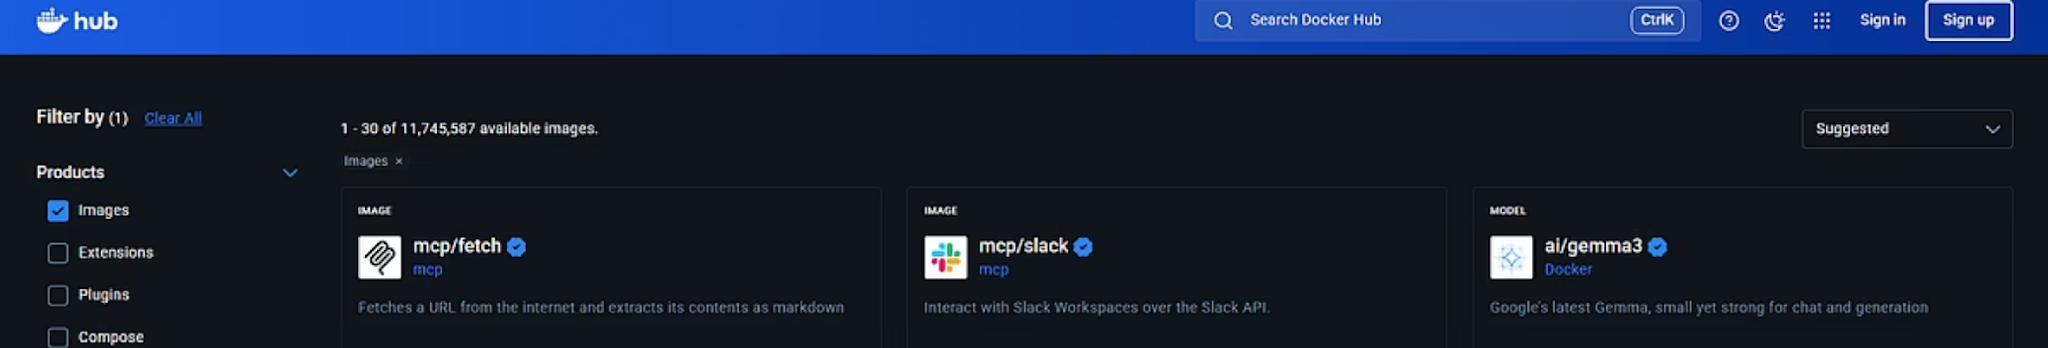 hub
Search Docker Hub
CtrlK
Sign in
Sign up
Filter by (1) Clear All
1 - 30 of 11,745,587 available images.
Suggested
Images ×
Products
Images
Extensions
Plugins
Compose
IMAGE
mcp/fetch
mcp
Fetches a URL from the internet and extracts its contents as markdown
IMAGE
mcp/slack
mcp
Interact with Slack Workspaces over the Slack API.
MODEL
ai/gemma3
Docker
Google's latest Gemma, small yet strong for chat and generation